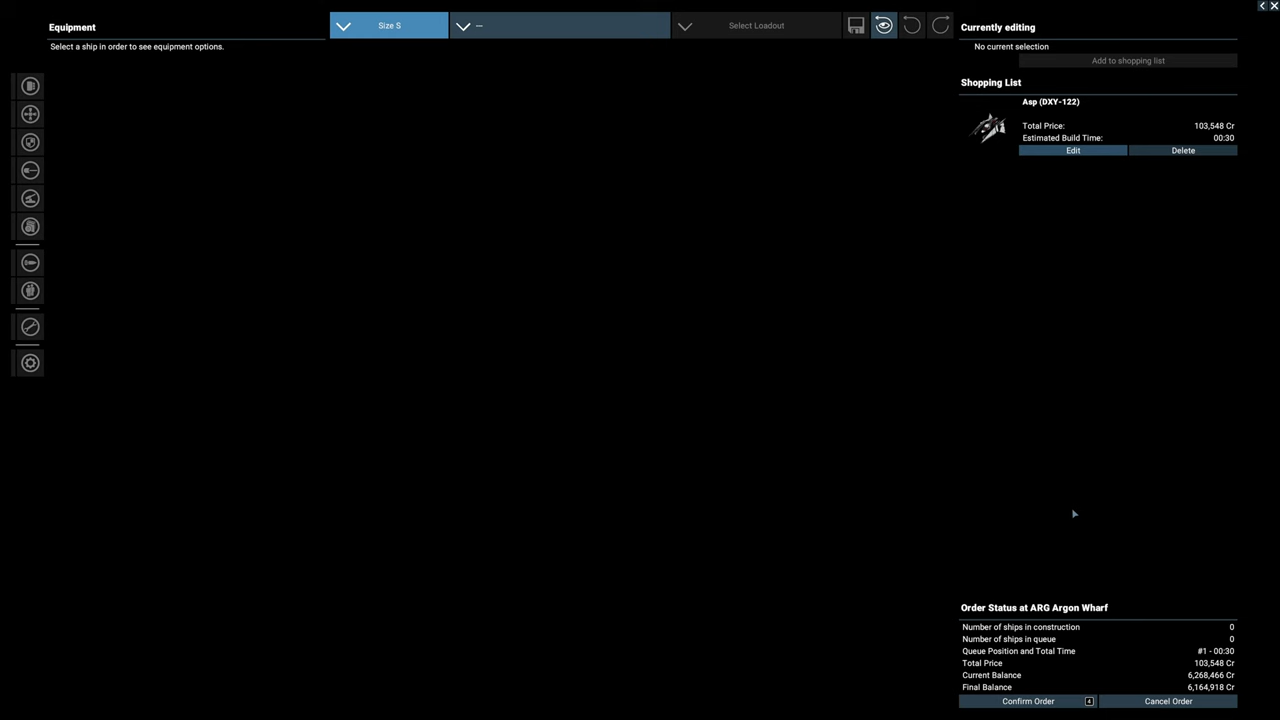 Equipment
Select a ship in order to see equipment options.
Size S
—
Select Loadout
Currently editing
No current selection
Add to shopping list
Shopping List
Asp (DXY-122)
Total Price: 103,548 Cr
Estimated Build Time: 00:30
Edit Delete
Order Status at ARG Argon Wharf
Number of ships in construction 0
Number of ships in queue 0
Queue Position and Total Time #1 - 00:30
Total Price 103,548 Cr
Current Balance 6,268,466 Cr
Final Balance 6,164,918 Cr
Confirm Order 4 Cancel Order